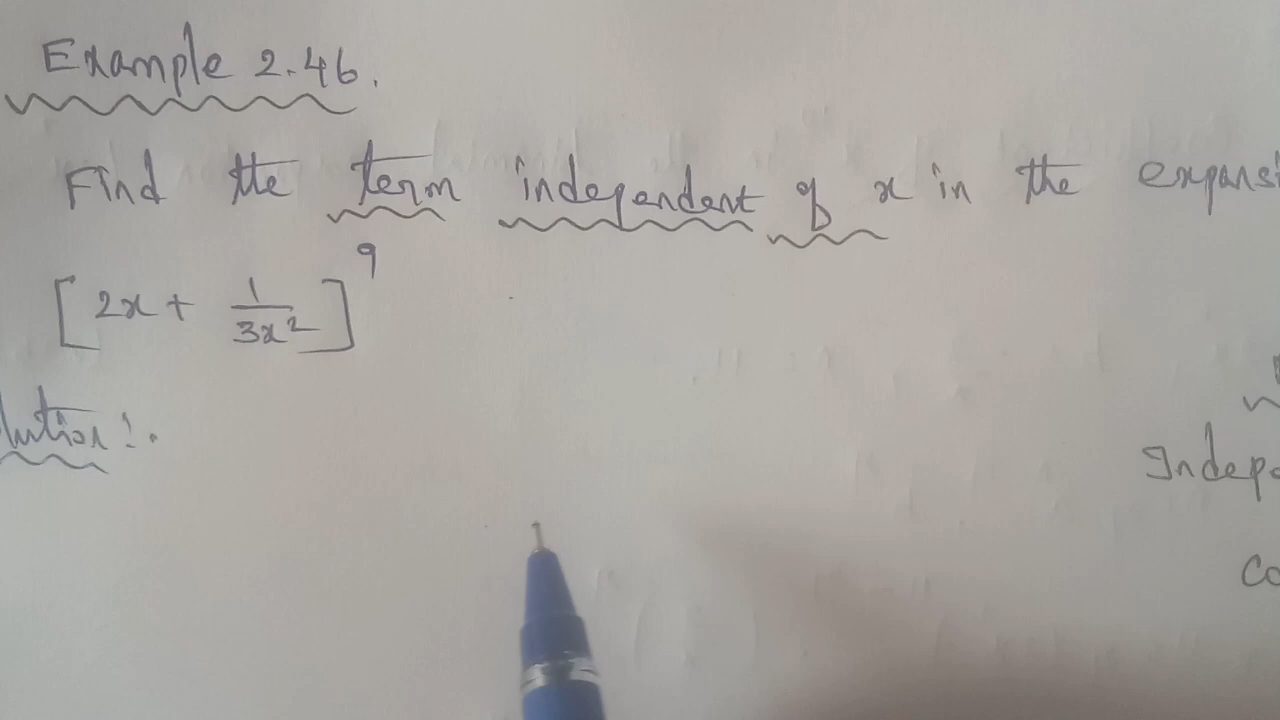 Example 2.46.
Find the term independent of x in the
[2x + 1/3x²]⁹